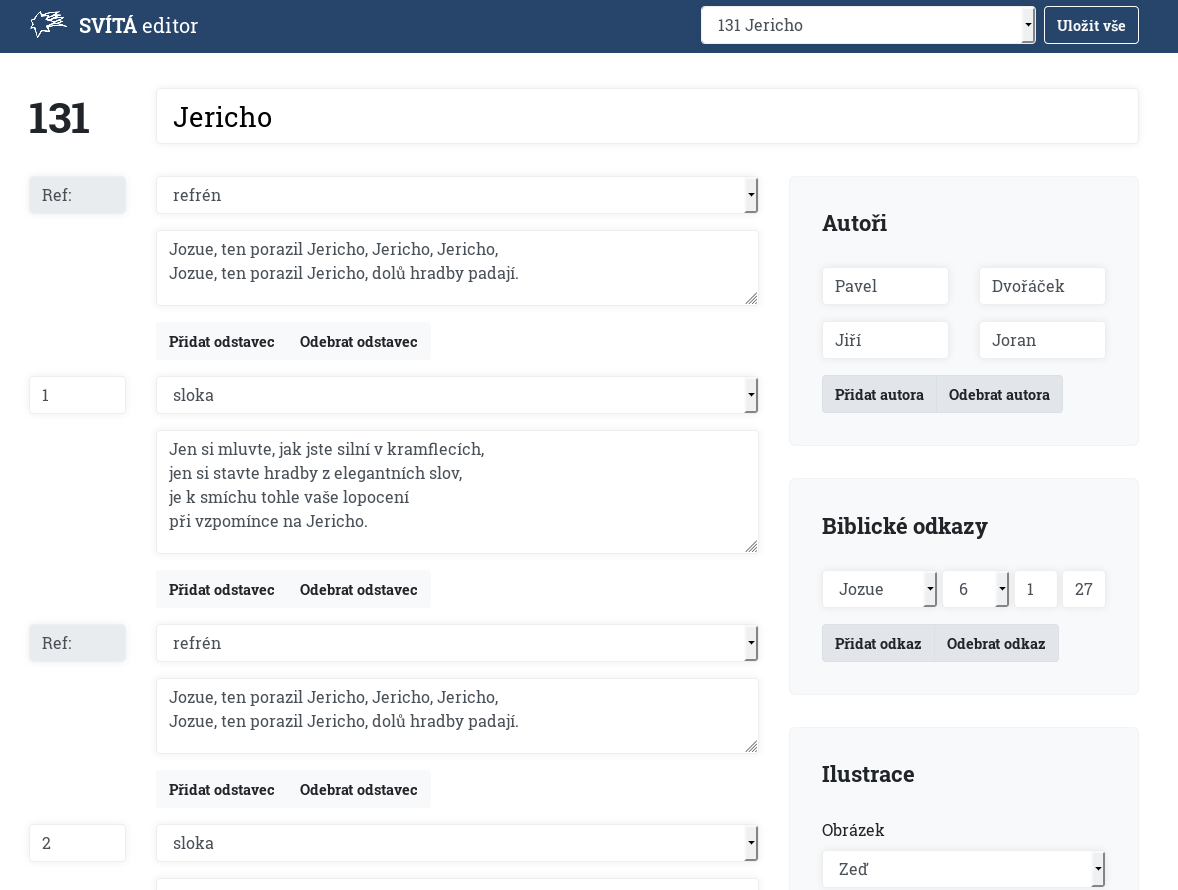 SVÍTÁ editor
131 Jericho
Uložit vše
131
Jericho
Ref:
refrén
Jozue, ten porazil Jericho, Jericho, Jericho,
Jozue, ten porazil Jericho, dolů hradby padají.
Přidat odstavec
Odebrat odstavec
1
sloka
Jen si mluvte, jak jste silní v kramflecích,
jen si stavte hradby z elegantních slov,
je k smíchu tohle vaše lopocení
při vzpomínce na Jericho.
Přidat odstavec
Odebrat odstavec
Ref:
refrén
Jozue, ten porazil Jericho, Jericho, Jericho,
Jozue, ten porazil Jericho, dolů hradby padají.
Přidat odstavec
Odebrat odstavec
2
sloka
Autoři
Pavel
Dvořáček
Jiří
Joran
Přidat autora
Odebrat autora
Biblické odkazy
Jozue
6
1
27
Přidat odkaz
Odebrat odkaz
Ilustrace
Obrázek
Zeď